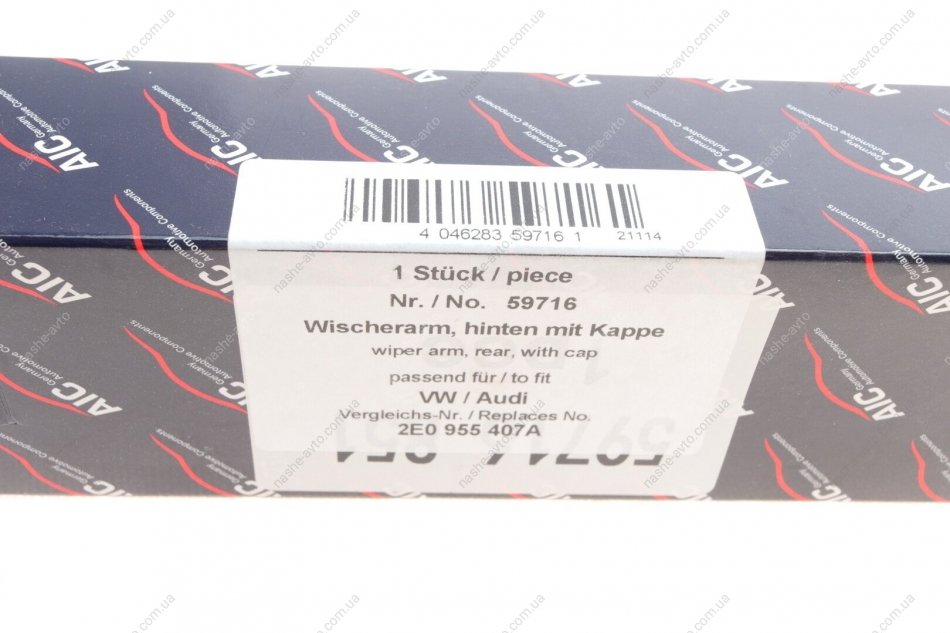 4 046283 59716 1 21114
1 Stück / piece
Nr. / No. 59716
Wischerarm, hinten mit Kappe
wiper arm, rear, with cap
passend für / to fit
VW / Audi
Vergleichs-Nr. / Replaces No.
2E0 955 407A
AIC Germany
Automotive Components
nashe-avto.com.ua